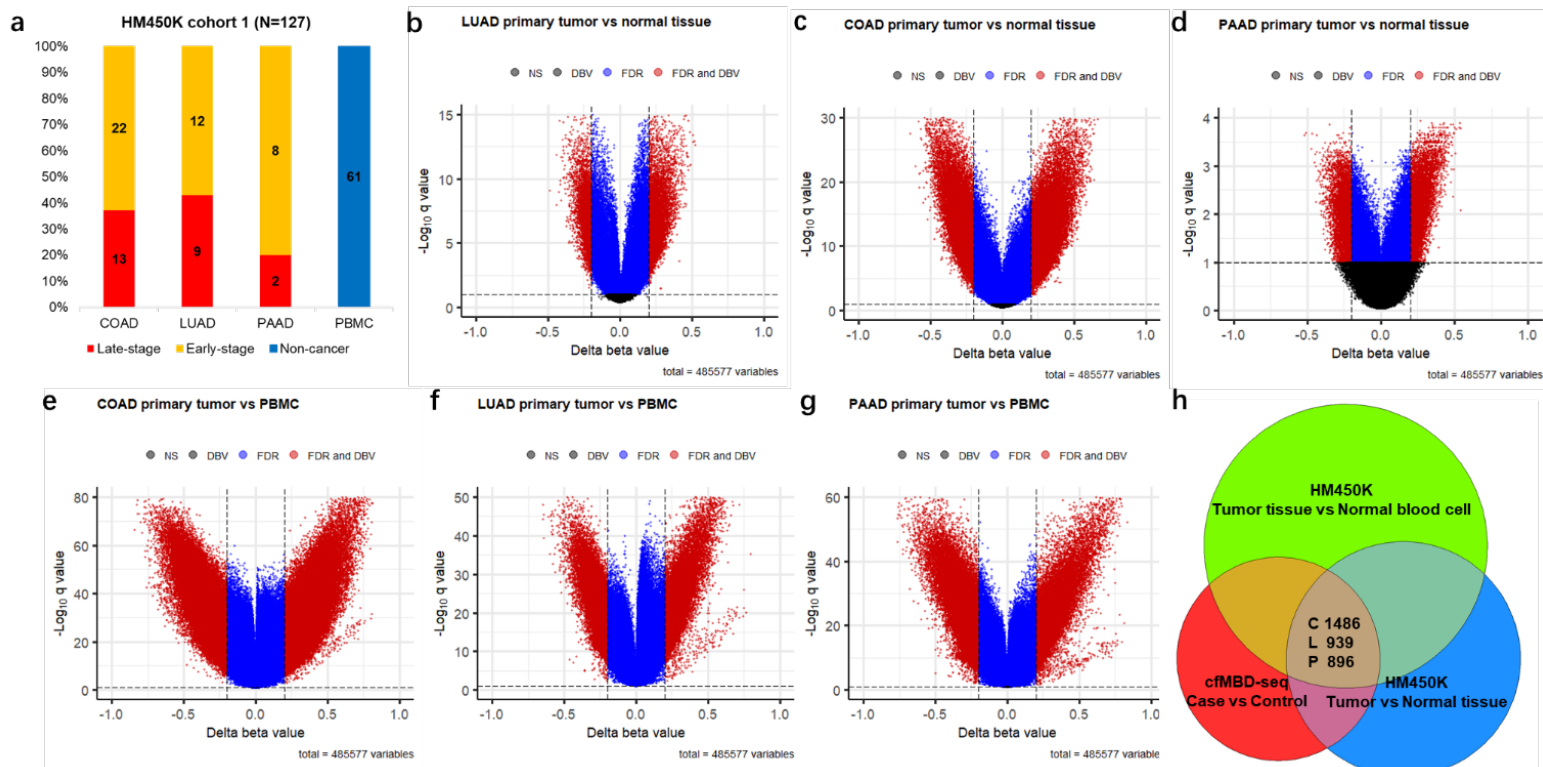 a
HM450K cohort 1 (N=127)
100%
90%
80%
70%
60%
50%
40%
30%
20%
10%
0%
22
13
12
9
8
2
61
COAD LUAD PAAD PBMC
Late-stage Early-stage Non-cancer
b
LUAD primary tumor vs normal tissue
NS DBV FDR FDR and DBV
-Log10 q value
15
10
5
0
-1.0 -0.5 0.0 0.5 1.0
Delta beta value
total = 485577 variables
c
COAD primary tumor vs normal tissue
NS DBV FDR FDR and DBV
-Log10 q value
30
20
10
0
-1.0 -0.5 0.0 0.5 1.0
Delta beta value
total = 485577 variables
d
PAAD primary tumor vs normal tissue
NS DBV FDR FDR and DBV
-Log10 q value
4
3
2
1
0
-1.0 -0.5 0.0 0.5 1.0
Delta beta value
total = 485577 variables
e
COAD primary tumor vs PBMC
NS DBV FDR FDR and DBV
-Log10 q value
80
60
40
20
0
-1.0 -0.5 0.0 0.5 1.0
Delta beta value
total = 485577 variables
f
LUAD primary tumor vs PBMC
NS DBV FDR FDR and DBV
-Log10 q value
50
40
30
20
10
0
-1.0 -0.5 0.0 0.5 1.0
Delta beta value
total = 485577 variables
g
PAAD primary tumor vs PBMC
NS DBV FDR FDR and DBV
-Log10 q value
60
40
20
0
-1.0 -0.5 0.0 0.5 1.0
Delta beta value
total = 485577 variables
h
HM450K
Tumor tissue vs Normal blood cell
C 1486
L 939
P 896
cfMBD-seq
Case vs Control
HM450K
Tumor vs Normal tissue